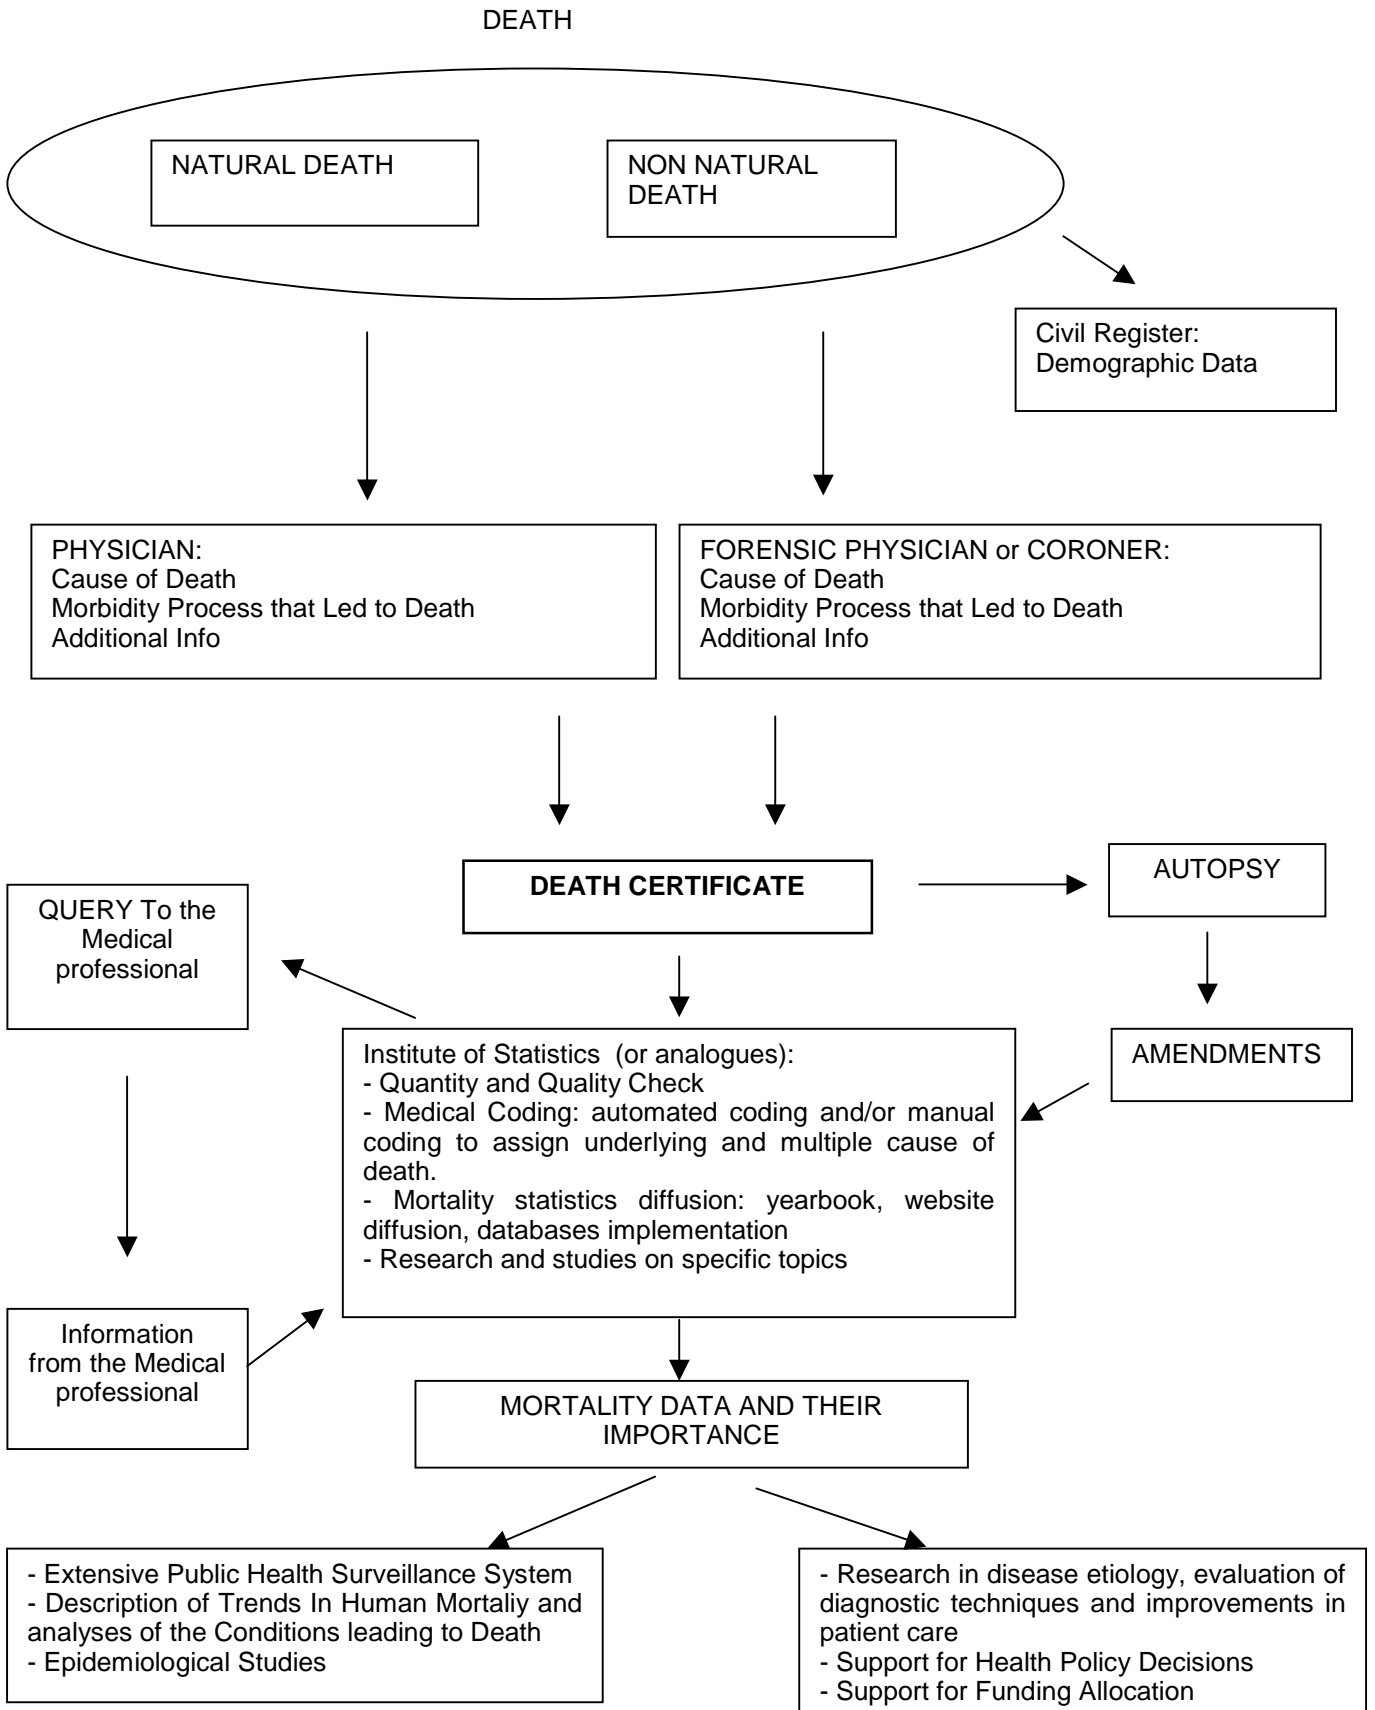 DEATH
NATURAL DEATH
NON NATURAL
DEATH
Civil Register:
Demographic Data
PHYSICIAN:
Cause of Death
Morbidity Process that Led to Death
Additional Info
FORENSIC PHYSICIAN or CORONER:
Cause of Death
Morbidity Process that Led to Death
Additional Info
DEATH CERTIFICATE
AUTOPSY
QUERY To the
Medical
professional
AMENDMENTS
Institute of Statistics (or analogues):
- Quantity and Quality Check
- Medical Coding: automated coding and/or manual
coding to assign underlying and multiple cause of
death.
- Mortality statistics diffusion: yearbook, website
diffusion, databases implementation
- Research and studies on specific topics
Information
from the Medical
professional
MORTALITY DATA AND THEIR
IMPORTANCE
- Extensive Public Health Surveillance System
- Description of Trends In Human Mortaliy and
analyses of the Conditions leading to Death
- Epidemiological Studies
- Research in disease etiology, evaluation of
diagnostic techniques and improvements in
patient care
- Support for Health Policy Decisions
- Support for Funding Allocation